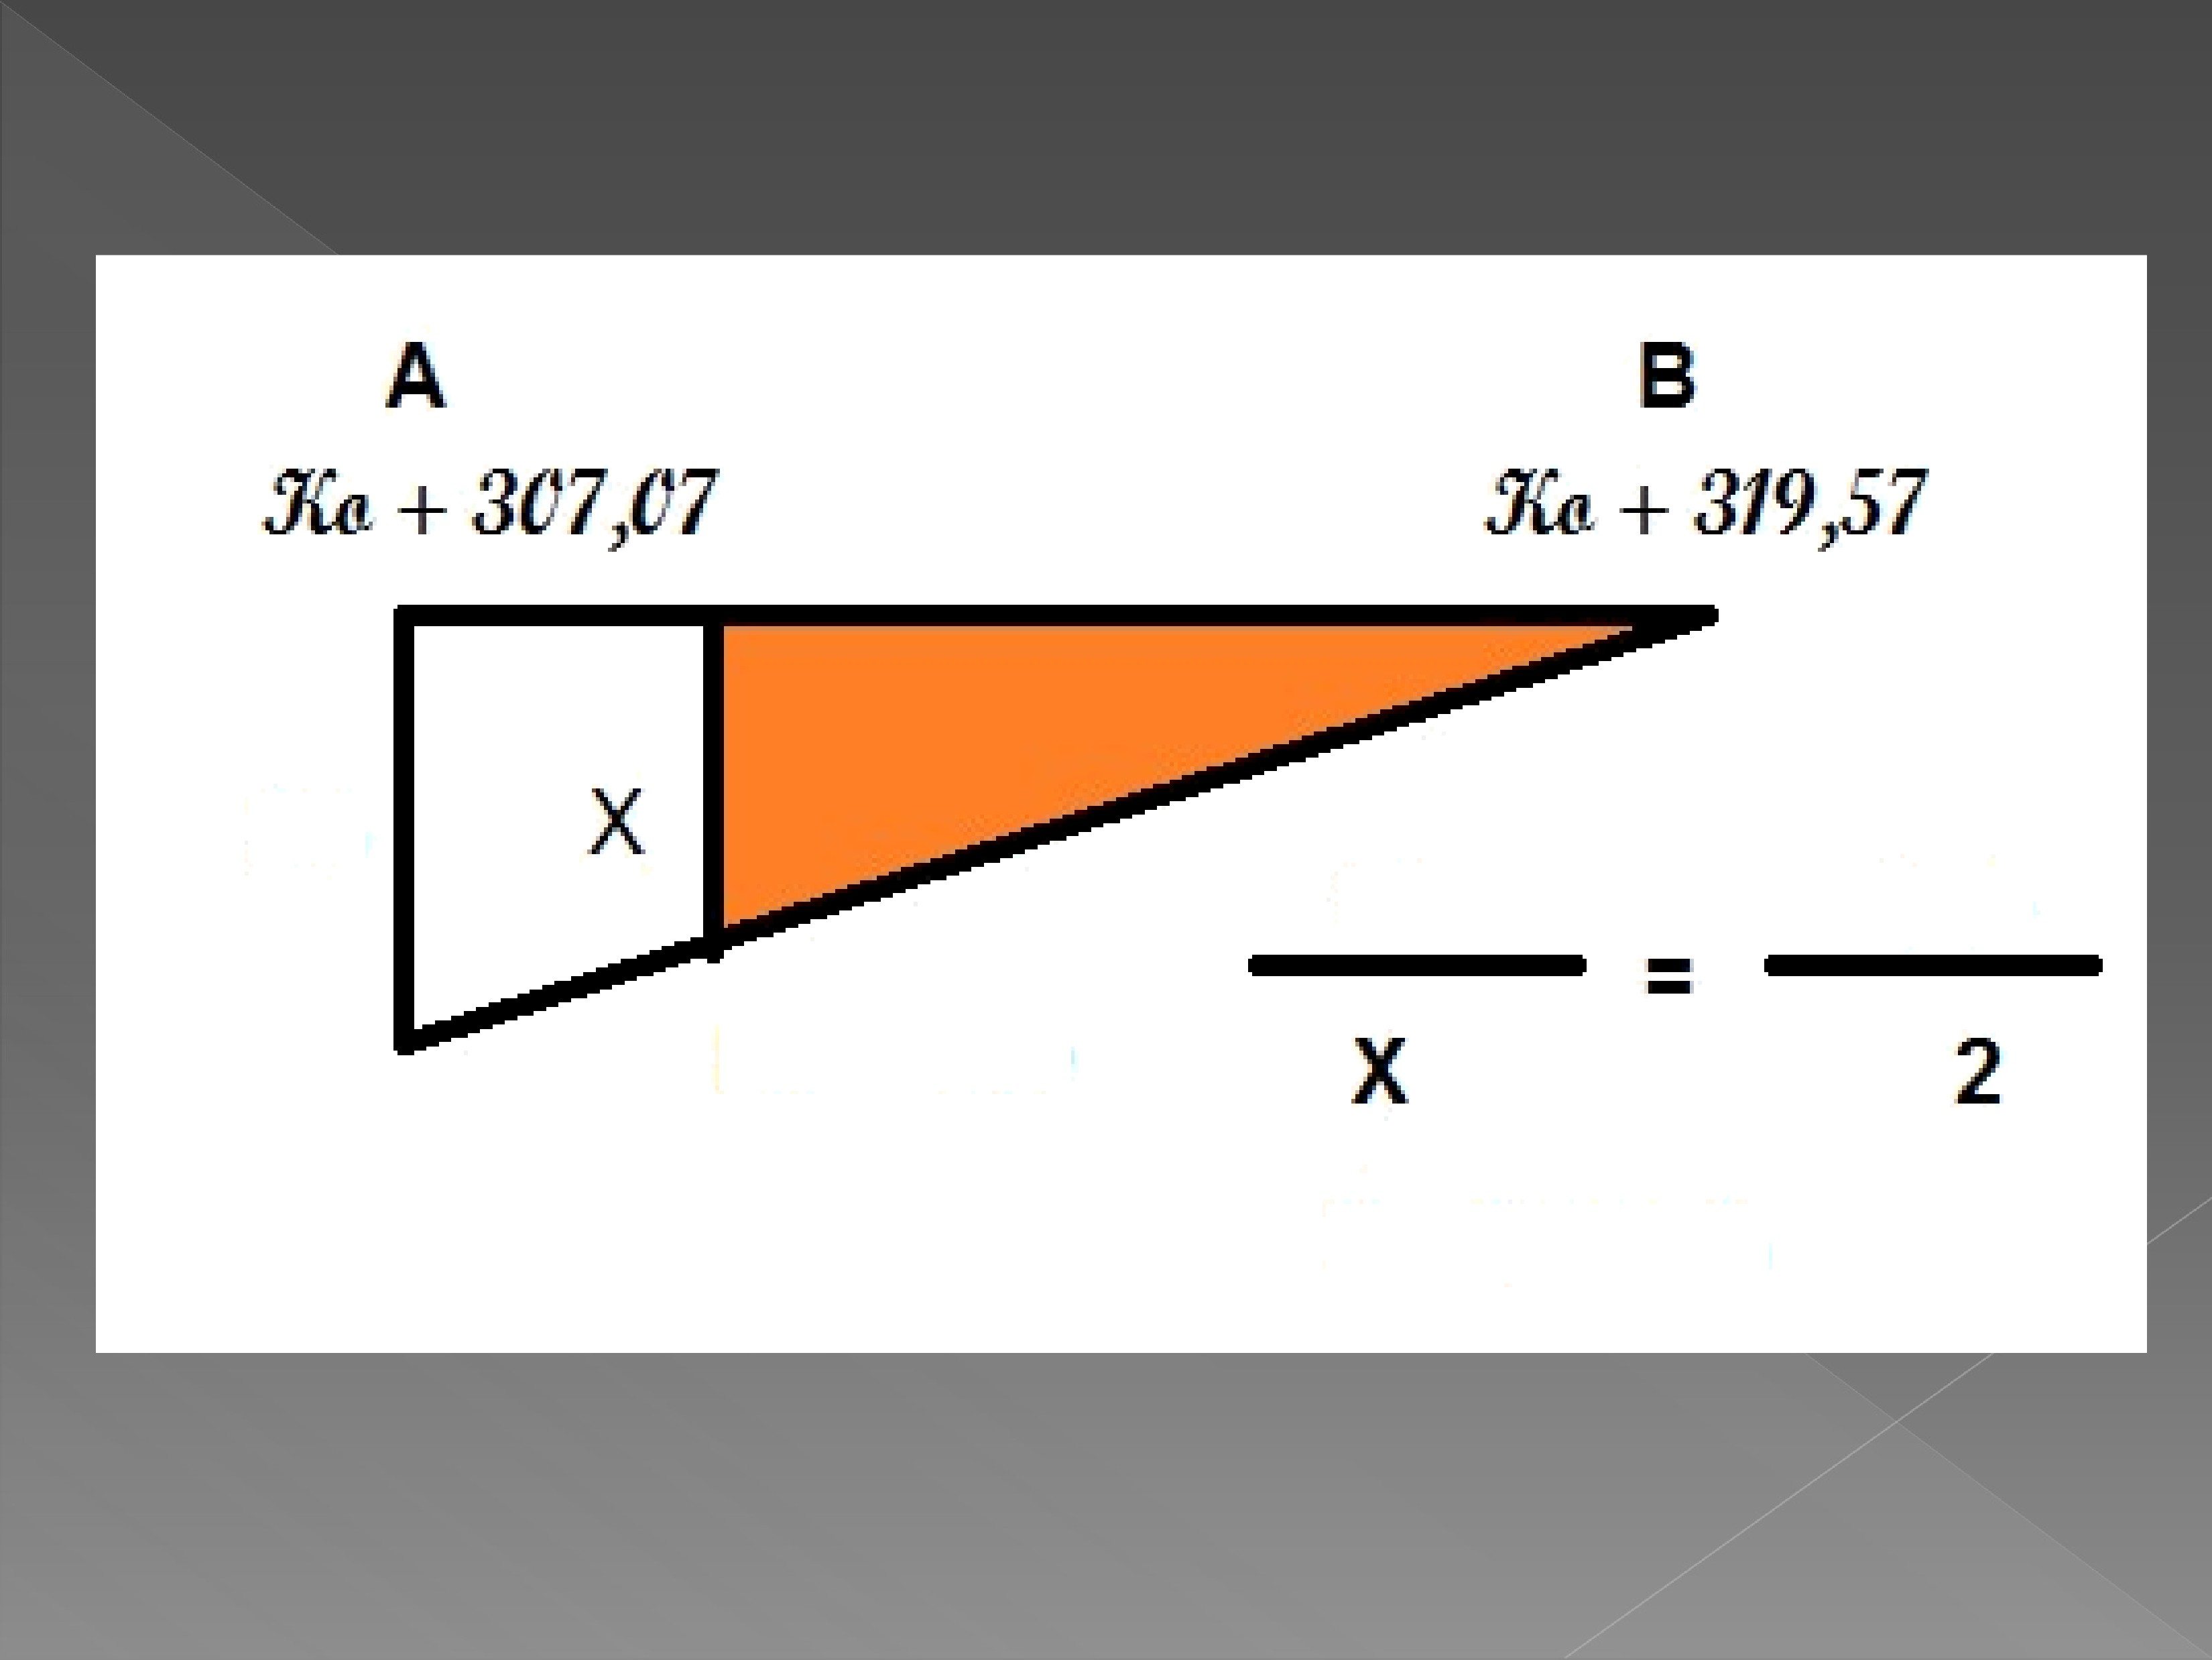 A B
Ko + 307,07 Ko + 319,57
X
=
X 2